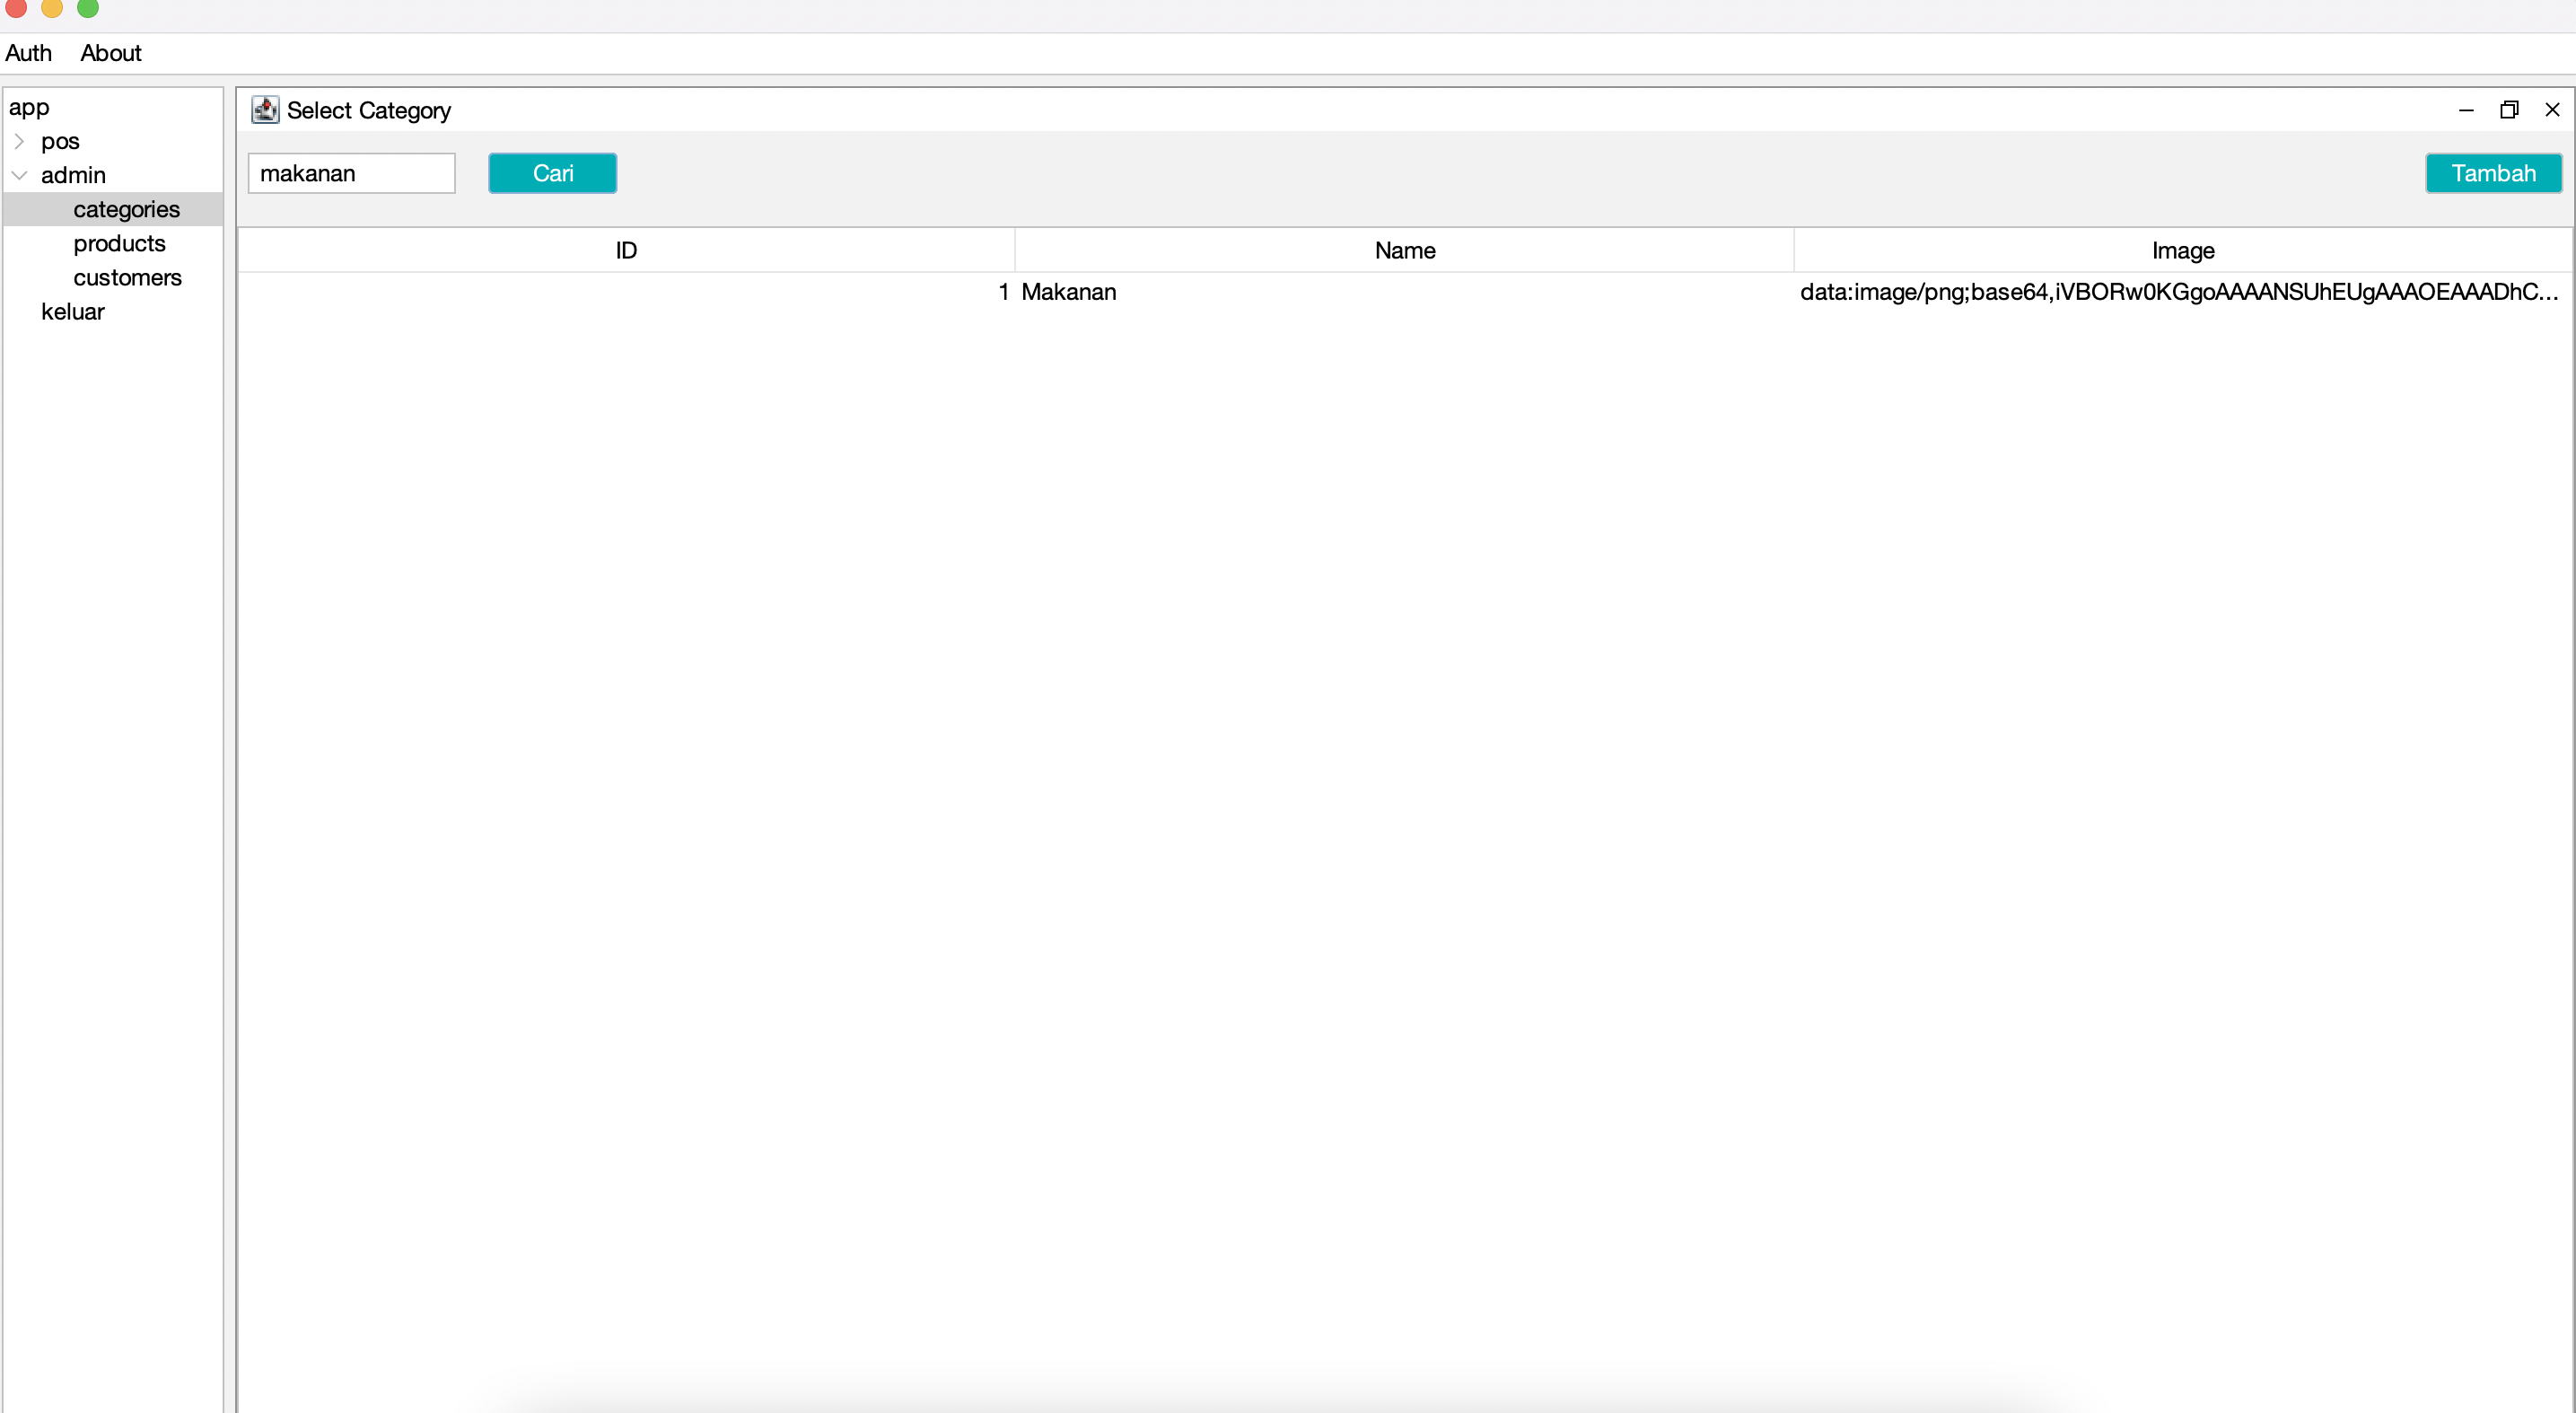 Auth About
app
pos
admin
categories
products
customers
keluar
Select Category
makanan Cari Tambah
ID Name Image
1 Makanan data:image/png;base64,iVBORw0KGgoAAAANSUhEUgAAAOEAAADhC...